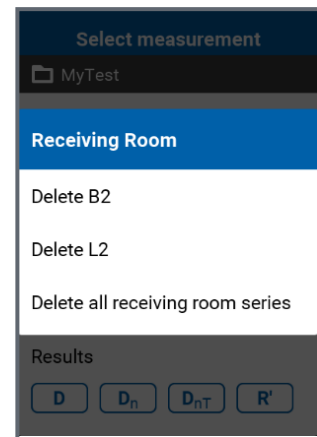 Select measurement
MyTest
Receiving Room
Delete B2
Delete L2
Delete all receiving room series
Results
D Dn DnT R'